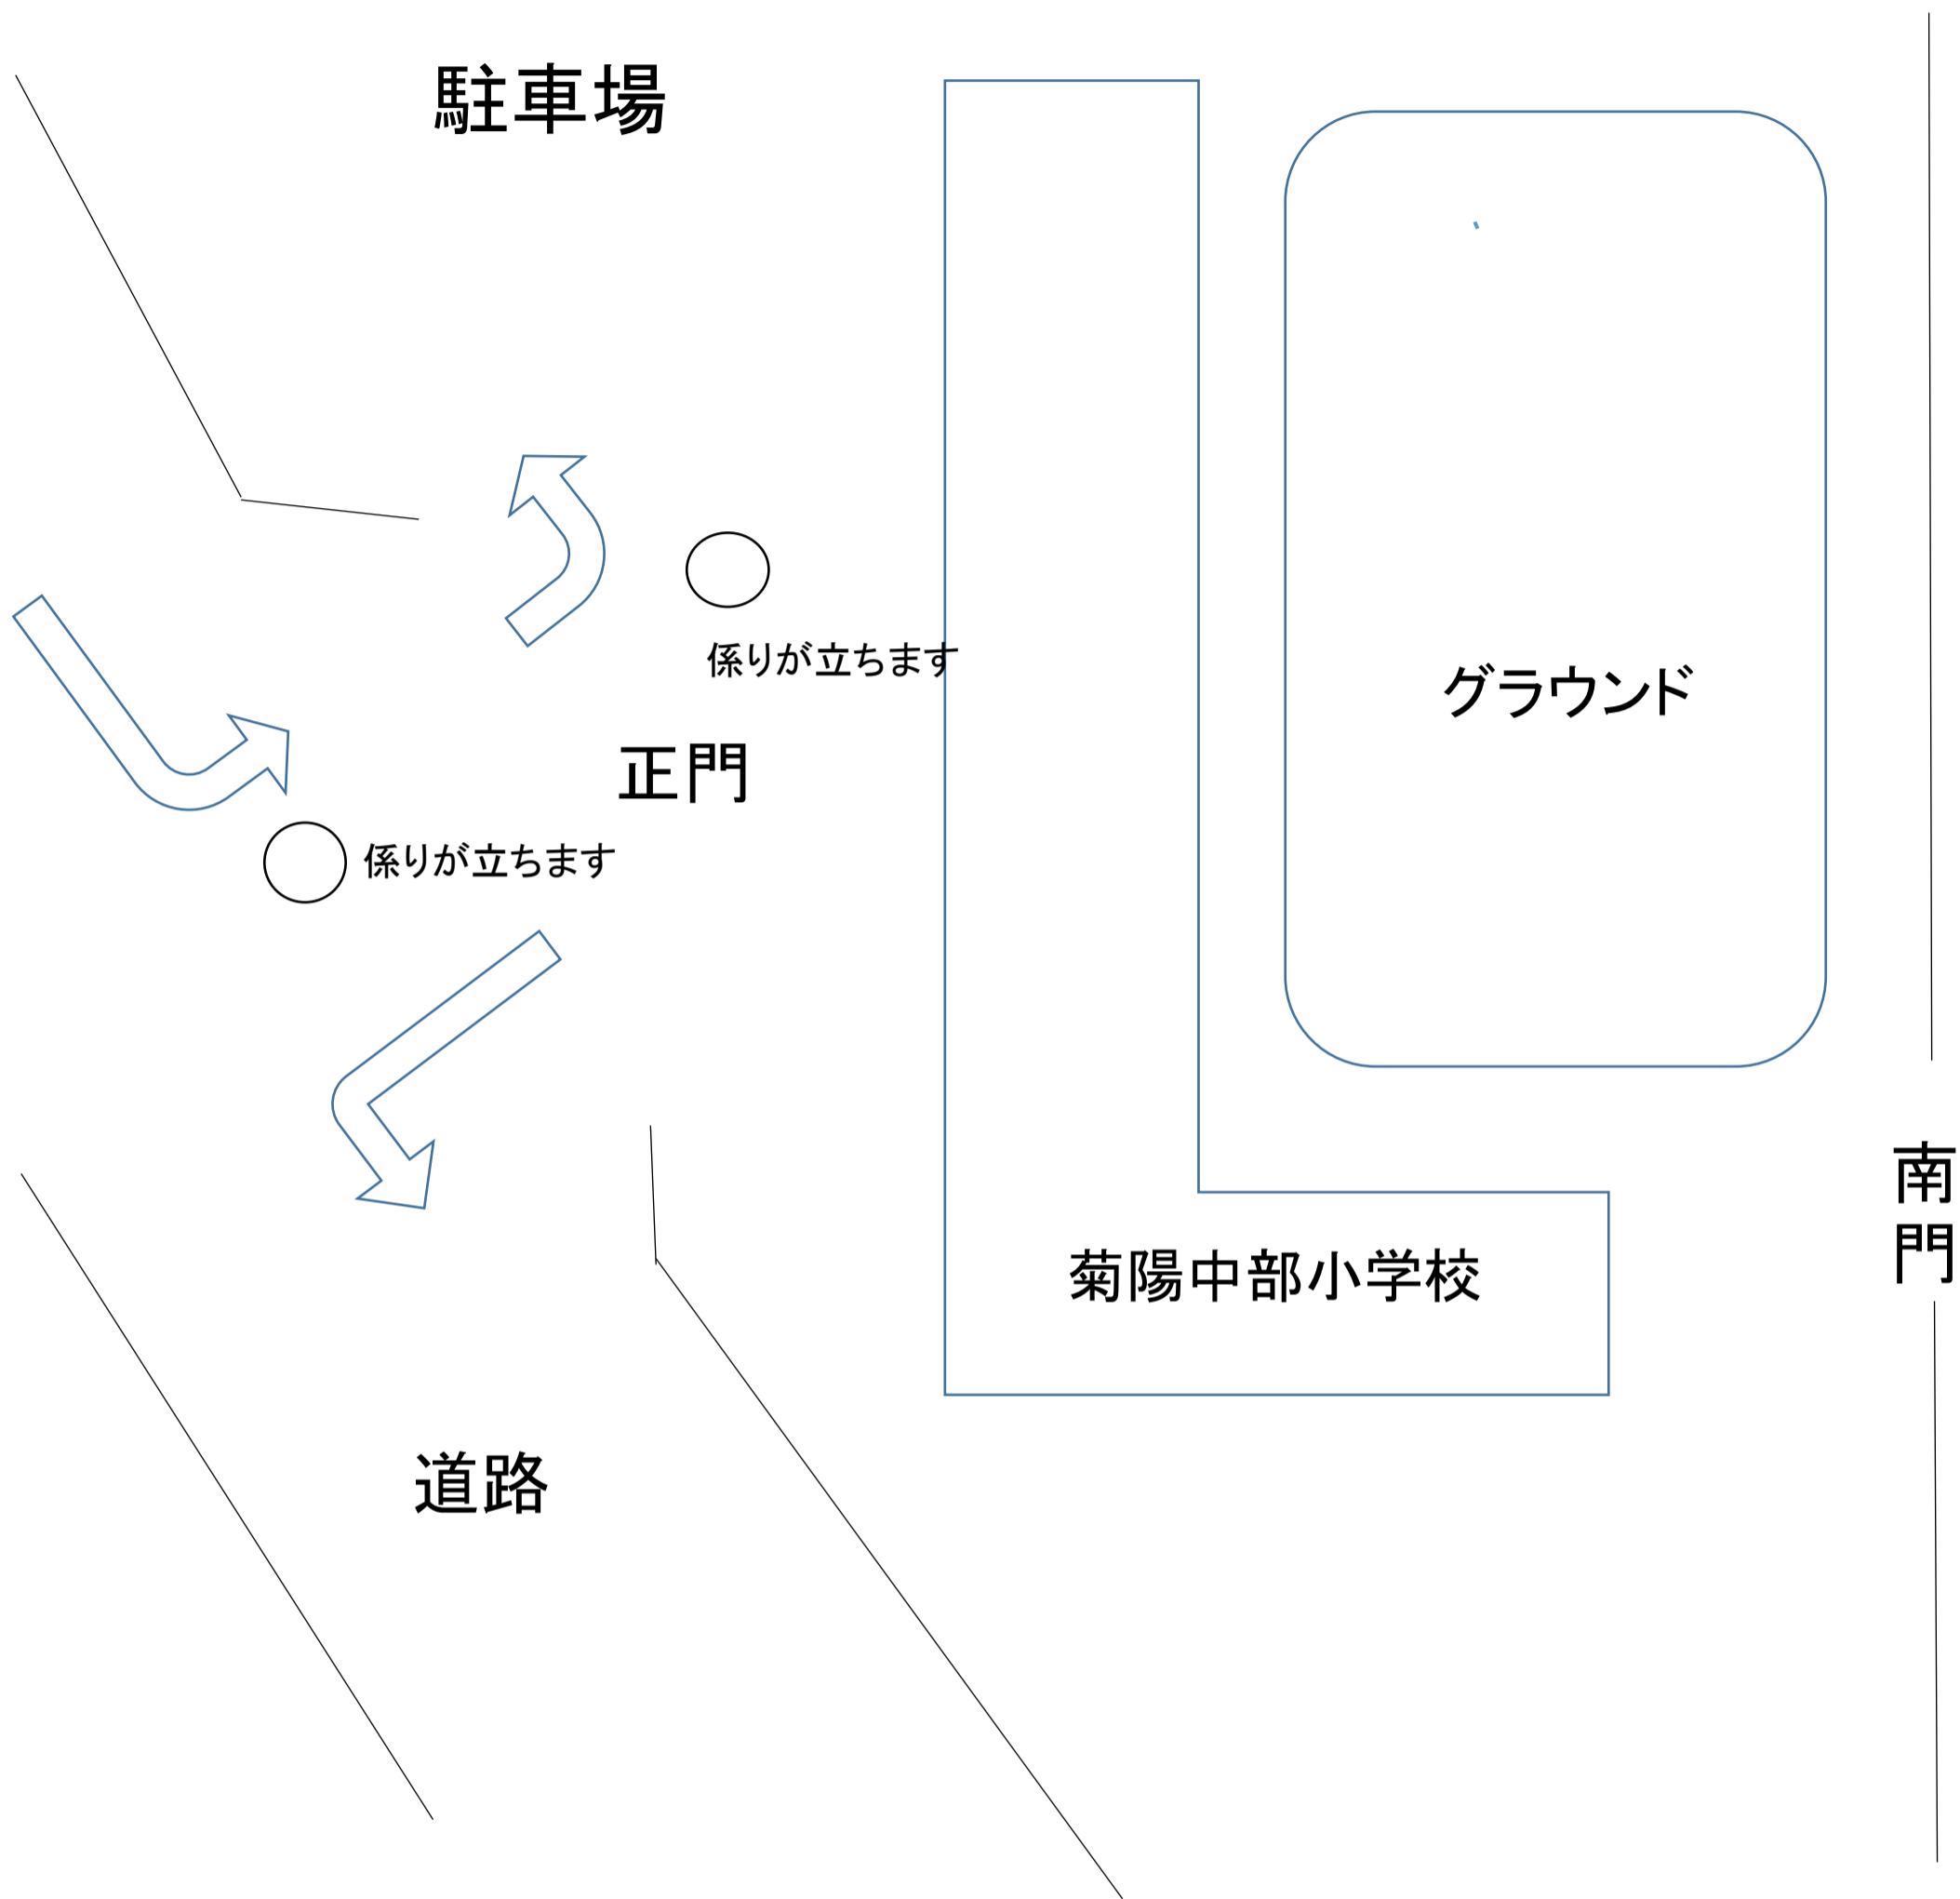 駐車場
係りが立ちます
グラウンド
正門
係りが立ちます
南門
菊陽中部小学校
道路